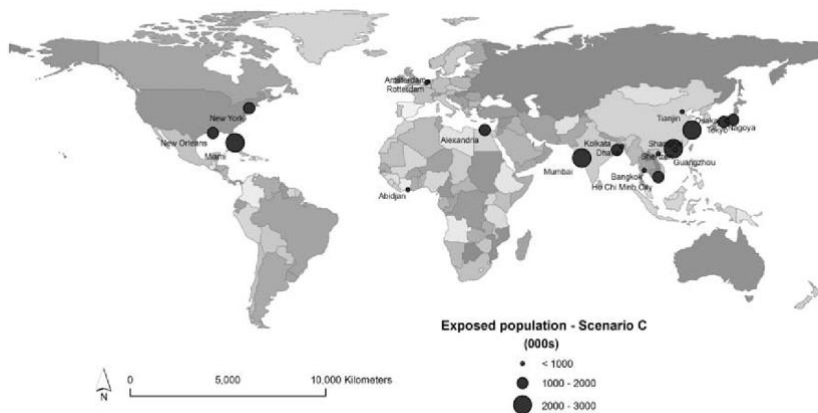 Amsterdam
Rotterdam
New York
New Orleans
Miami
Alexandria
Abidjan
Tianjin
Osaka
Tokyo
Nagoya
Kolkata
Guangzhou
Mumbai
Bangkok
Ho Chi Minh City
Exposed population - Scenario C
(000s)
< 1000
1000 - 2000
2000 - 3000
0
5,000
10,000 Kilometers
N